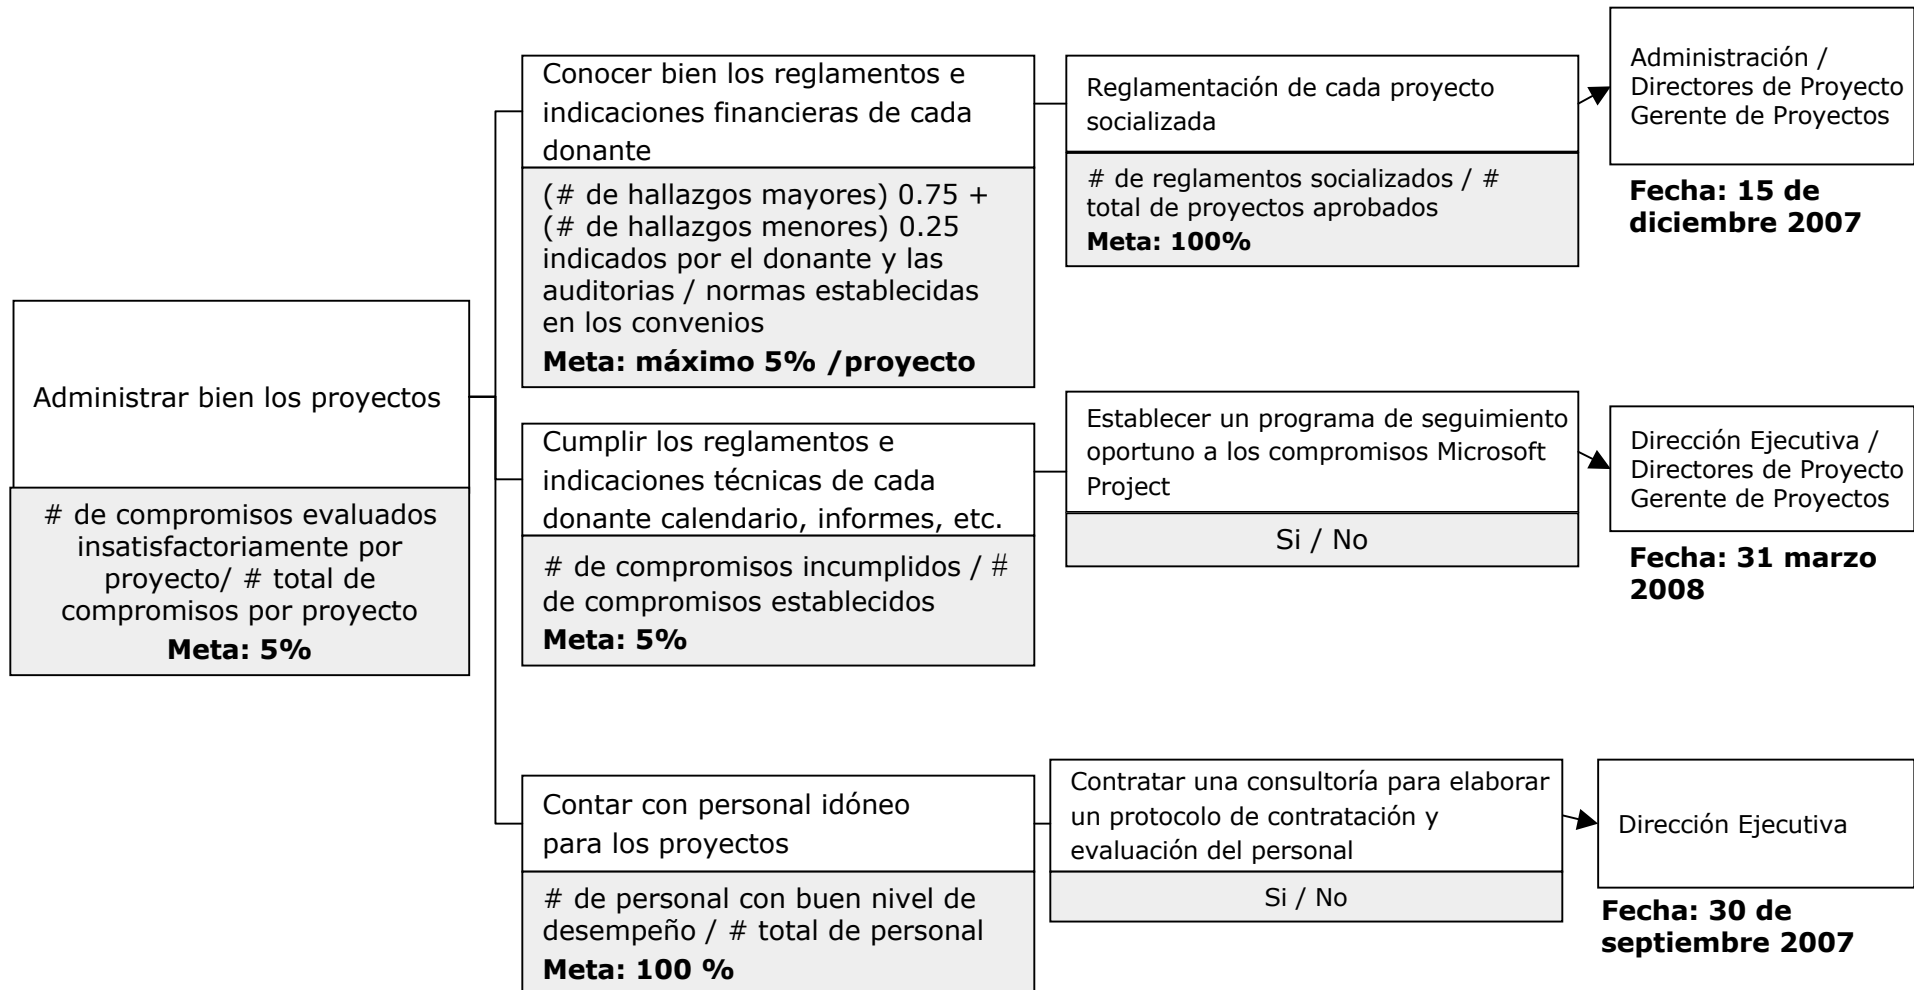 Administrar bien los proyectos
# de compromisos evaluados
insatisfactoriamente por
proyecto/ # total de
compromisos por proyecto
Meta: 5%
Conocer bien los reglamentos e
indicaciones financieras de cada
donante
(# de hallazgos mayores) 0.75 +
(# de hallazgos menores) 0.25
indicados por el donante y las
auditorias / normas establecidas
en los convenios
Meta: máximo 5% /proyecto
Reglamentación de cada proyecto
socializada
# de reglamentos socializados / #
total de proyectos aprobados
Meta: 100%
Administración /
Directores de Proyecto
Gerente de Proyectos
Fecha: 15 de
diciembre 2007
Cumplir los reglamentos e
indicaciones técnicas de cada
donante calendario, informes, etc.
# de compromisos incumplidos / #
de compromisos establecidos
Meta: 5%
Establecer un programa de seguimiento
oportuno a los compromisos Microsoft
Project
Si / No
Dirección Ejecutiva /
Directores de Proyecto
Gerente de Proyectos
Fecha: 31 marzo
2008
Contar con personal idóneo
para los proyectos
# de personal con buen nivel de
desempeño / # total de personal
Meta: 100 %
Contratar una consultoría para elaborar
un protocolo de contratación y
evaluación del personal
Si / No
Dirección Ejecutiva
Fecha: 30 de
septiembre 2007